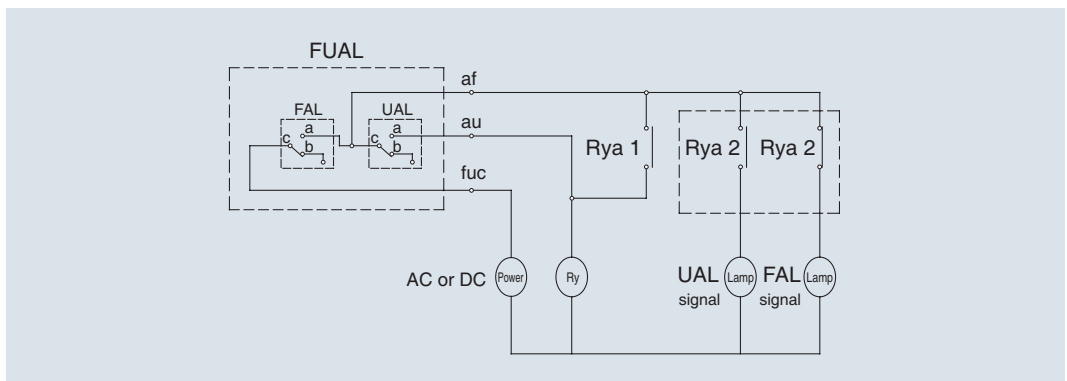 FUAL
af
FAL
UAL
a
c
b
a
c
b
au
Rya 1
Rya 2
Rya 2
fuc
AC or DC
Power
Ry
UAL
signal
Lamp
FAL
signal
Lamp